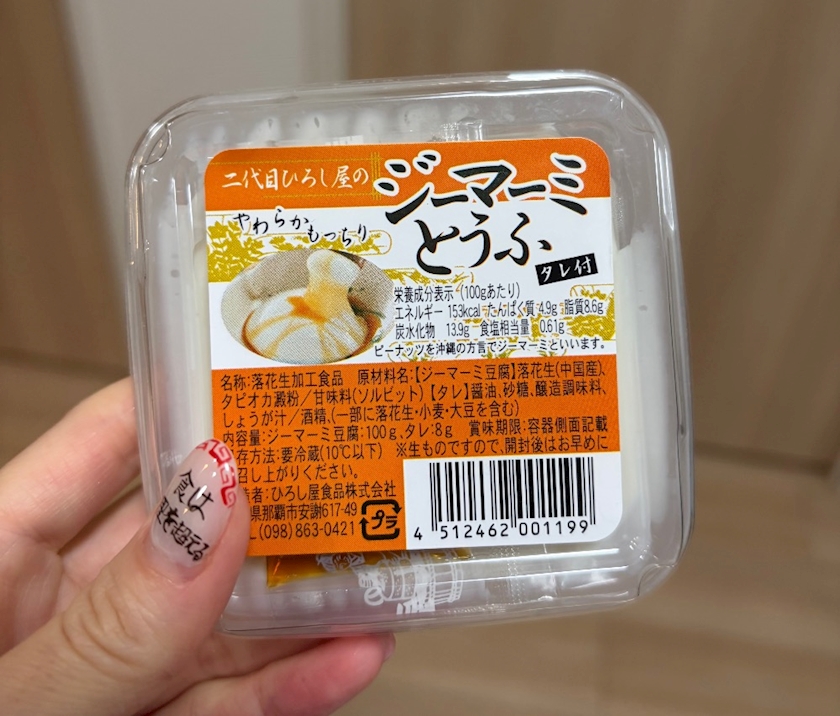 二代目ひろし屋の
ジーマーミ
とうふ
タレ付
やわらか
もっちり
栄養成分表示 (100gあたり)
エネルギー 153kcal たんぱく質 4.9g 脂質8.6g
炭水化物 13.9g 食塩相当量 0.61g
ピーナッツを沖縄の方言でジーマーミといいます。
名称:落花生加工食品 原材料名:【ジーマーミ豆腐】落花生(中国産)、
タピオカ澱粉/甘味料(ソルビット)【タレ】醤油、砂糖、醸造調味料、
しょうが汁/酒精、(一部に落花生・小麦・大豆を含む)
内容量:ジーマーミ豆腐:100g、タレ:8g 賞味期限:容器側面記載
存方法:要冷蔵(10℃以下) ※生ものですので、開封後はお早めに
召し上がりください。
造者:ひろし屋食品株式会社
県那覇市安謝617-49
L (098)863-0421
プラ
4 512462 001199
食は